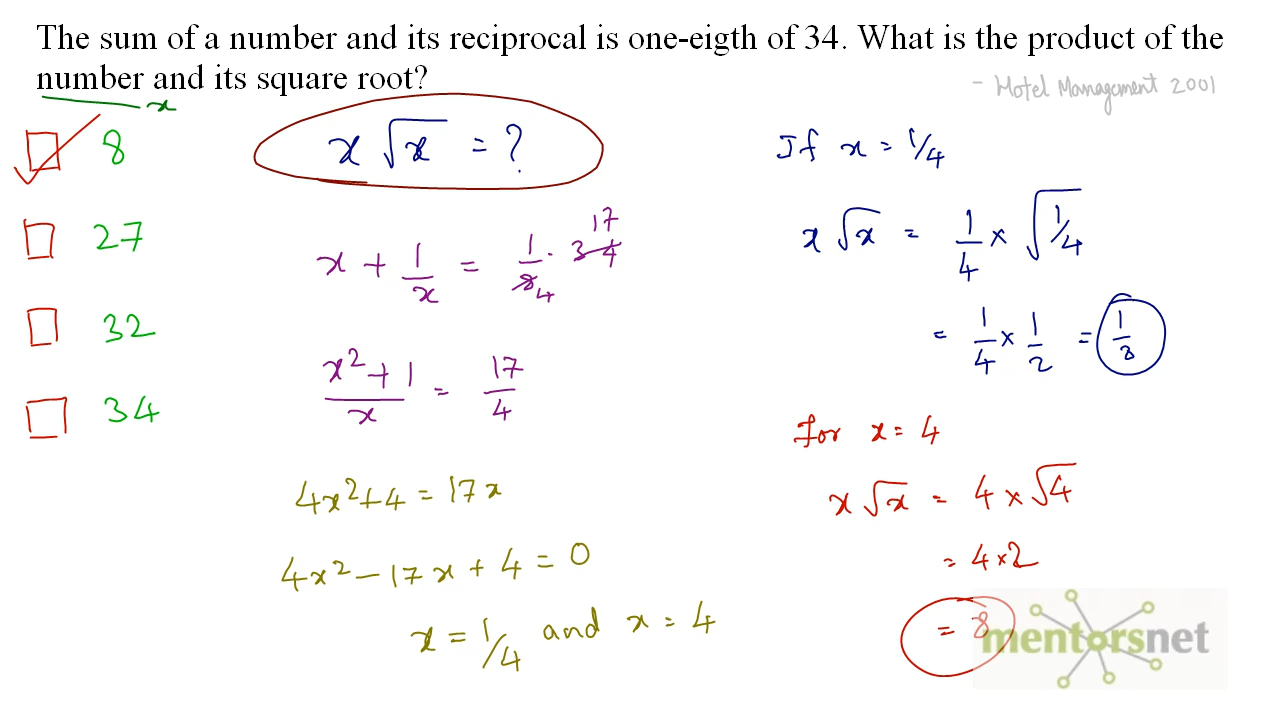 The sum of a number and its reciprocal is one-eigth of 34. What is the product of the
number and its square root?
- Hotel Management 2001
x
8
27
32
34
x √x = ?
x + 1/x = 1/8 4 . 34 17
x² + 1 / x = 17/4
4x² + 4 = 17x
4x² - 17x + 4 = 0
x = 1/4 and x = 4
If x = 1/4
x √x = 1/4 × √1/4
= 1/4 × 1/2 = 1/8
for x = 4
x √x = 4 × √4
= 4 × 2
= 8
mentorsnet